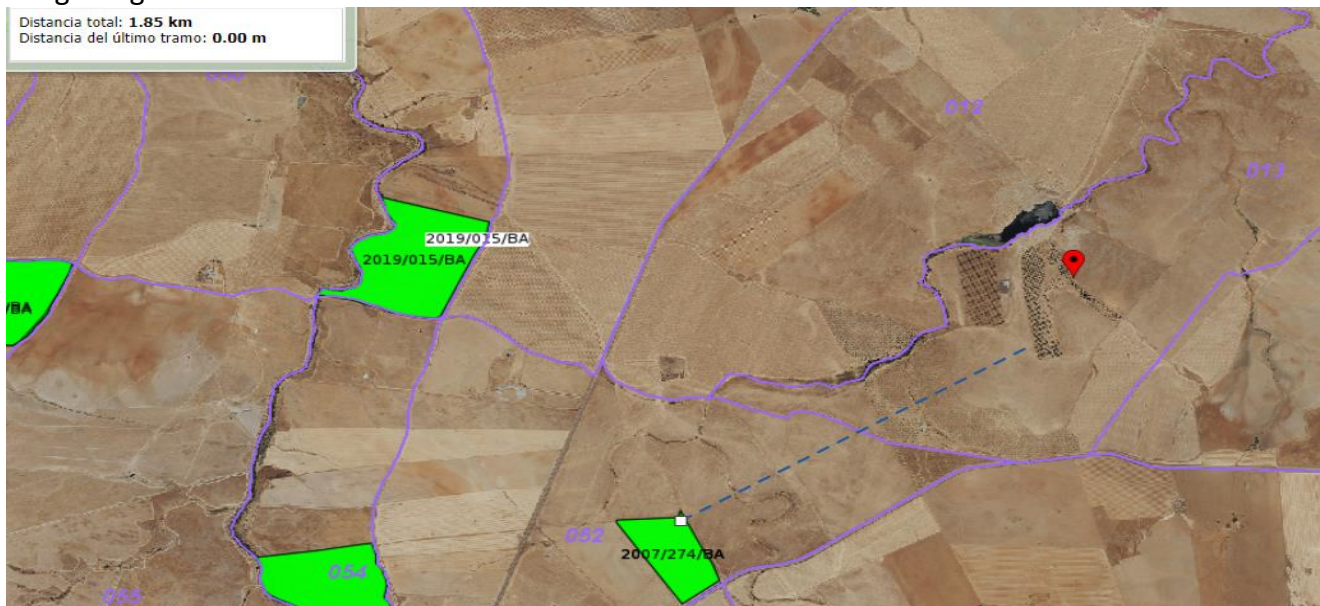 Distancia total: 1.85 km
Distancia del último tramo: 0.00 m
012
013
2019/015/BA
2019/015/BA
/BA
052
2007/274/BA
054
055